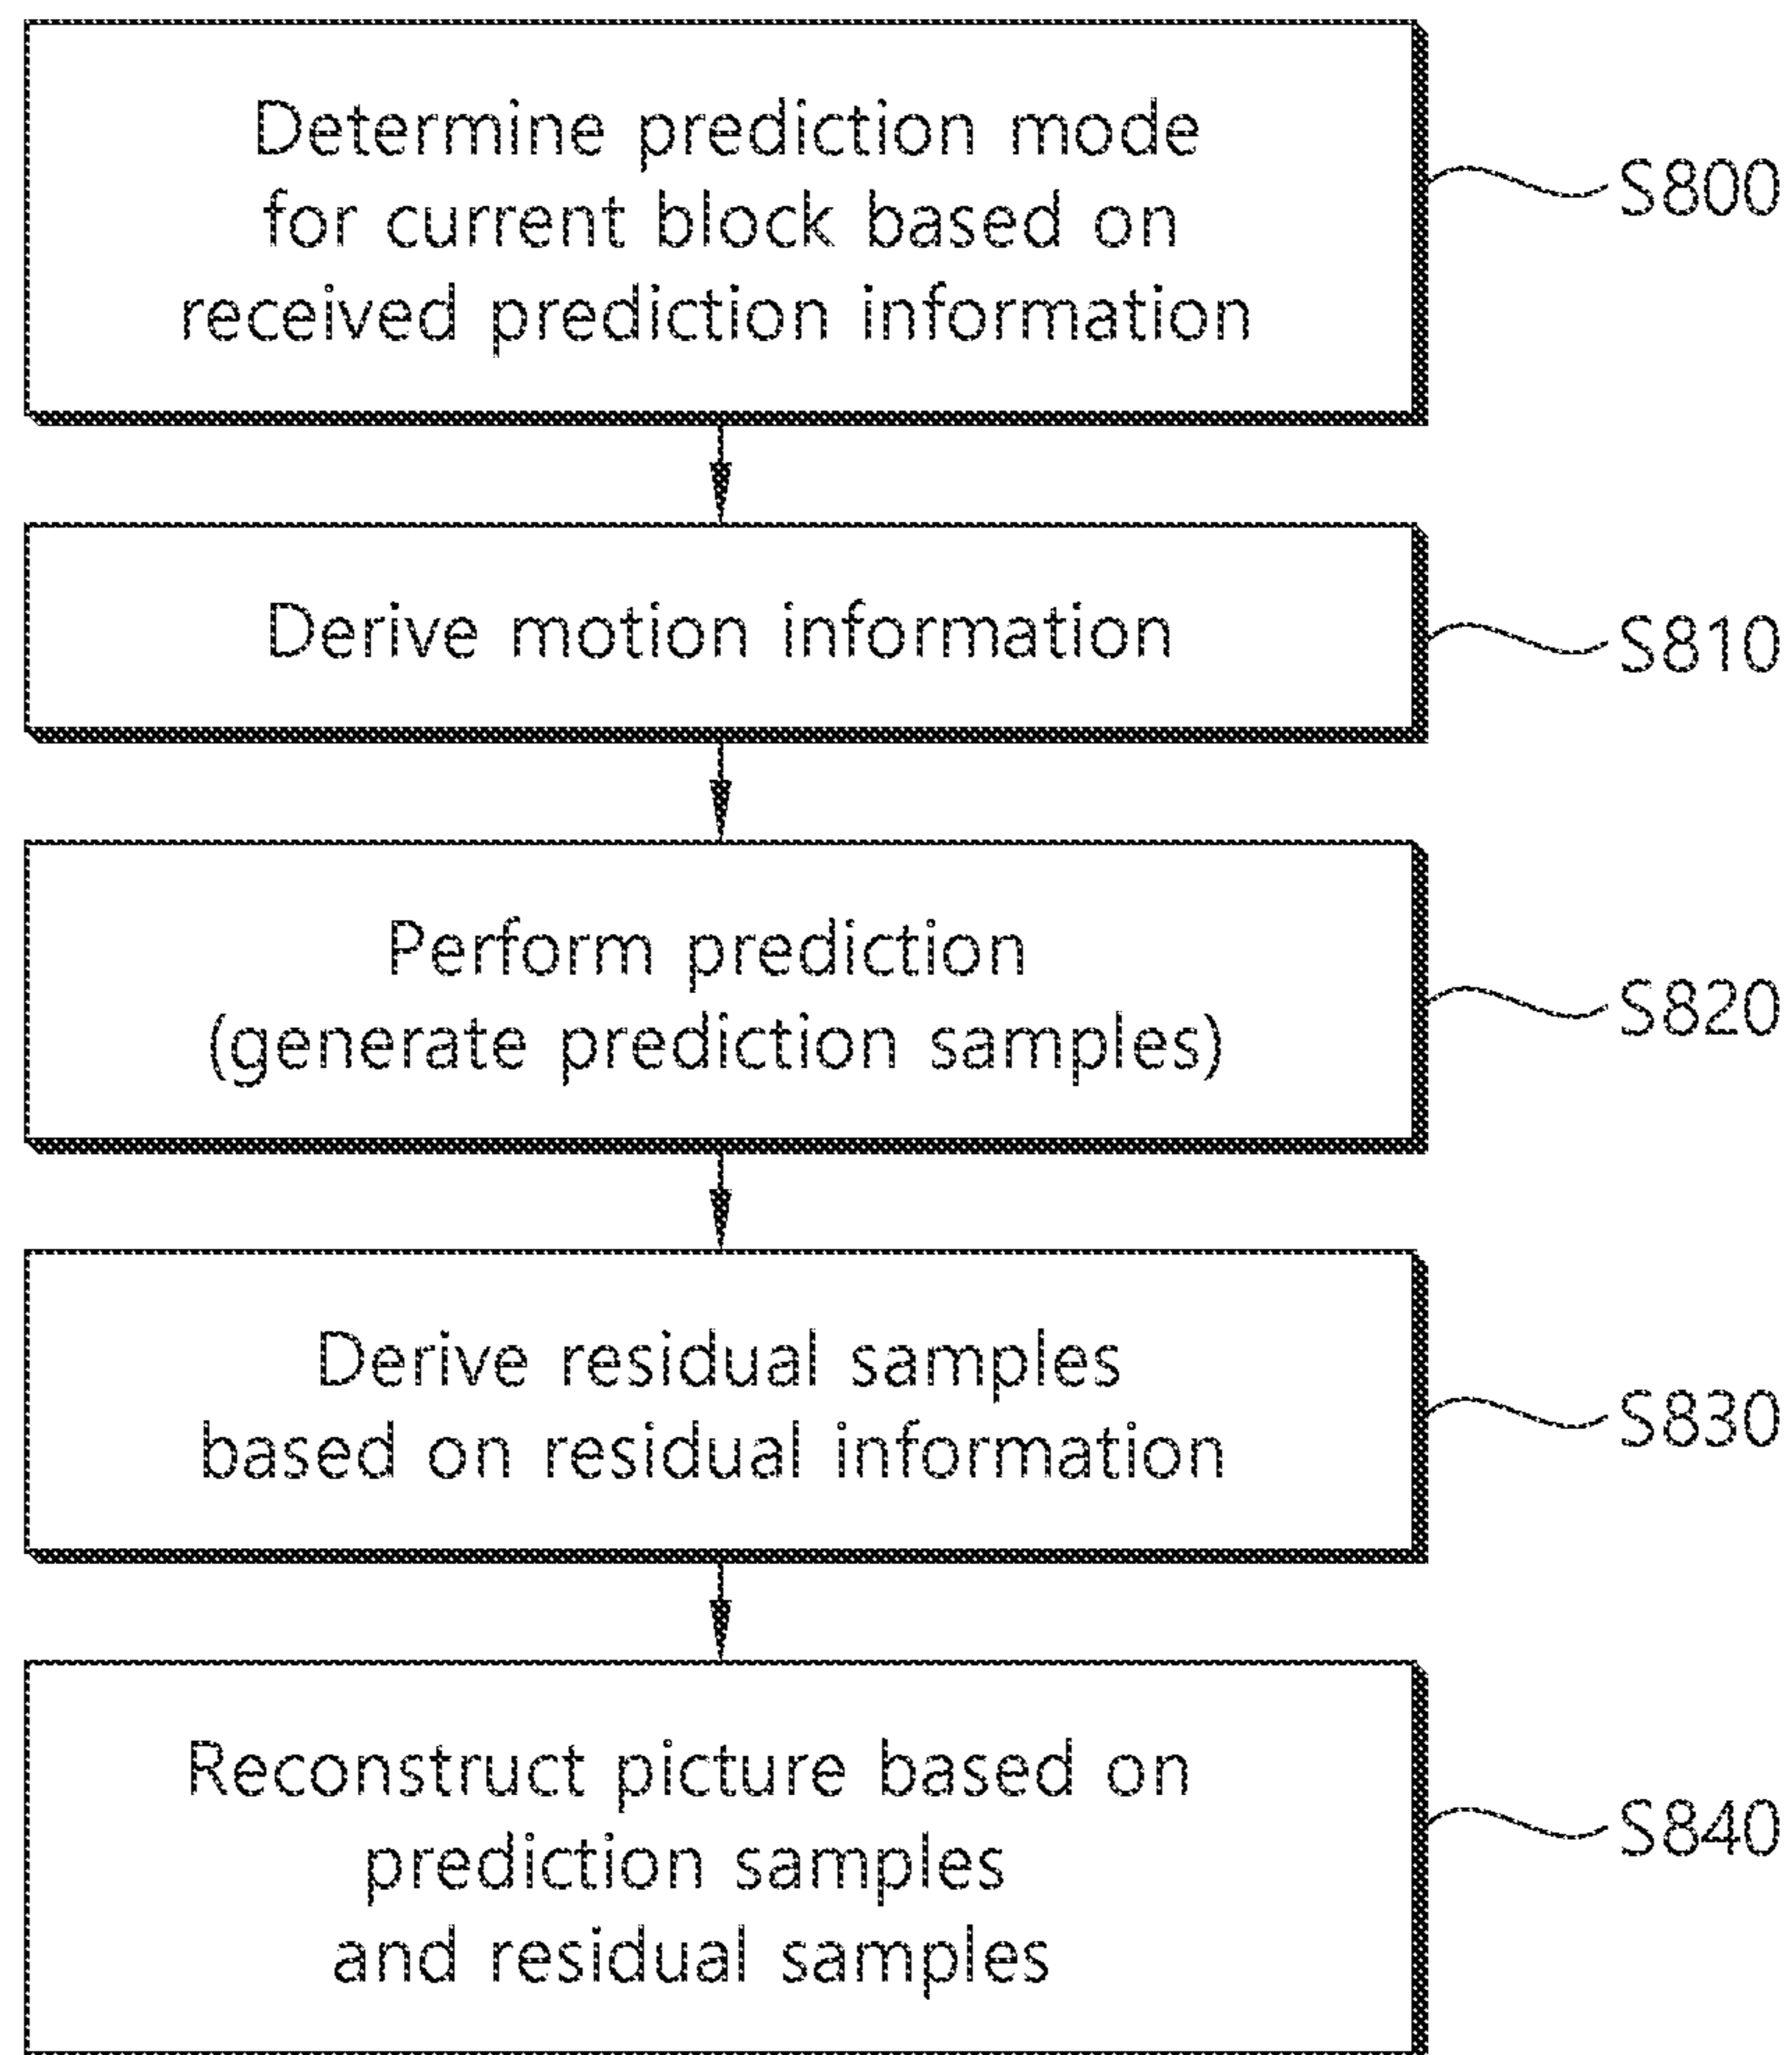 Determine prediction mode
for current block based on
received prediction information
S800
Derive motion information
S810
Perform prediction
(generate prediction samples)
S820
Derive residual samples
based on residual information
S830
Reconstruct picture based on
prediction samples
and residual samples
S840